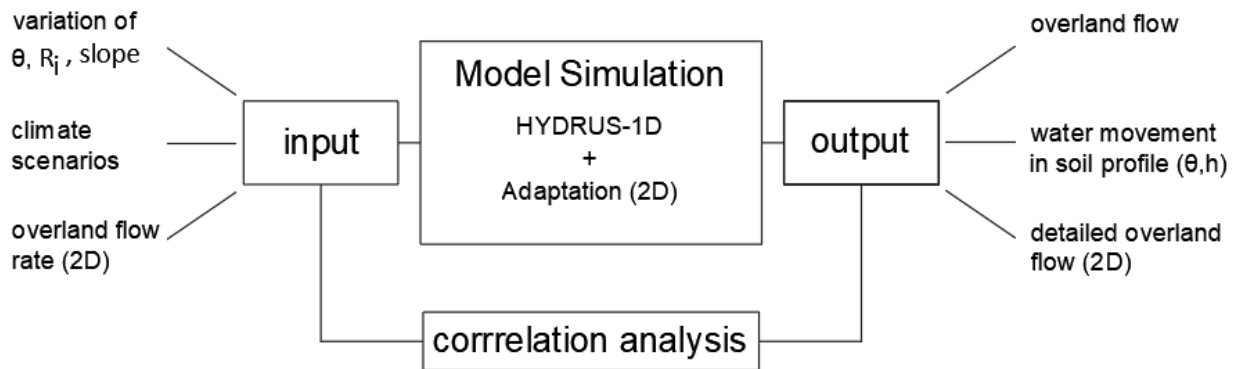 variation of
θ, Ri , slope
climate
scenarios
overland flow
rate (2D)
input
Model Simulation
HYDRUS-1D
+
Adaptation (2D)
output
overland flow
water movement
in soil profile (θ,h)
detailed overland
flow (2D)
corrrelation analysis